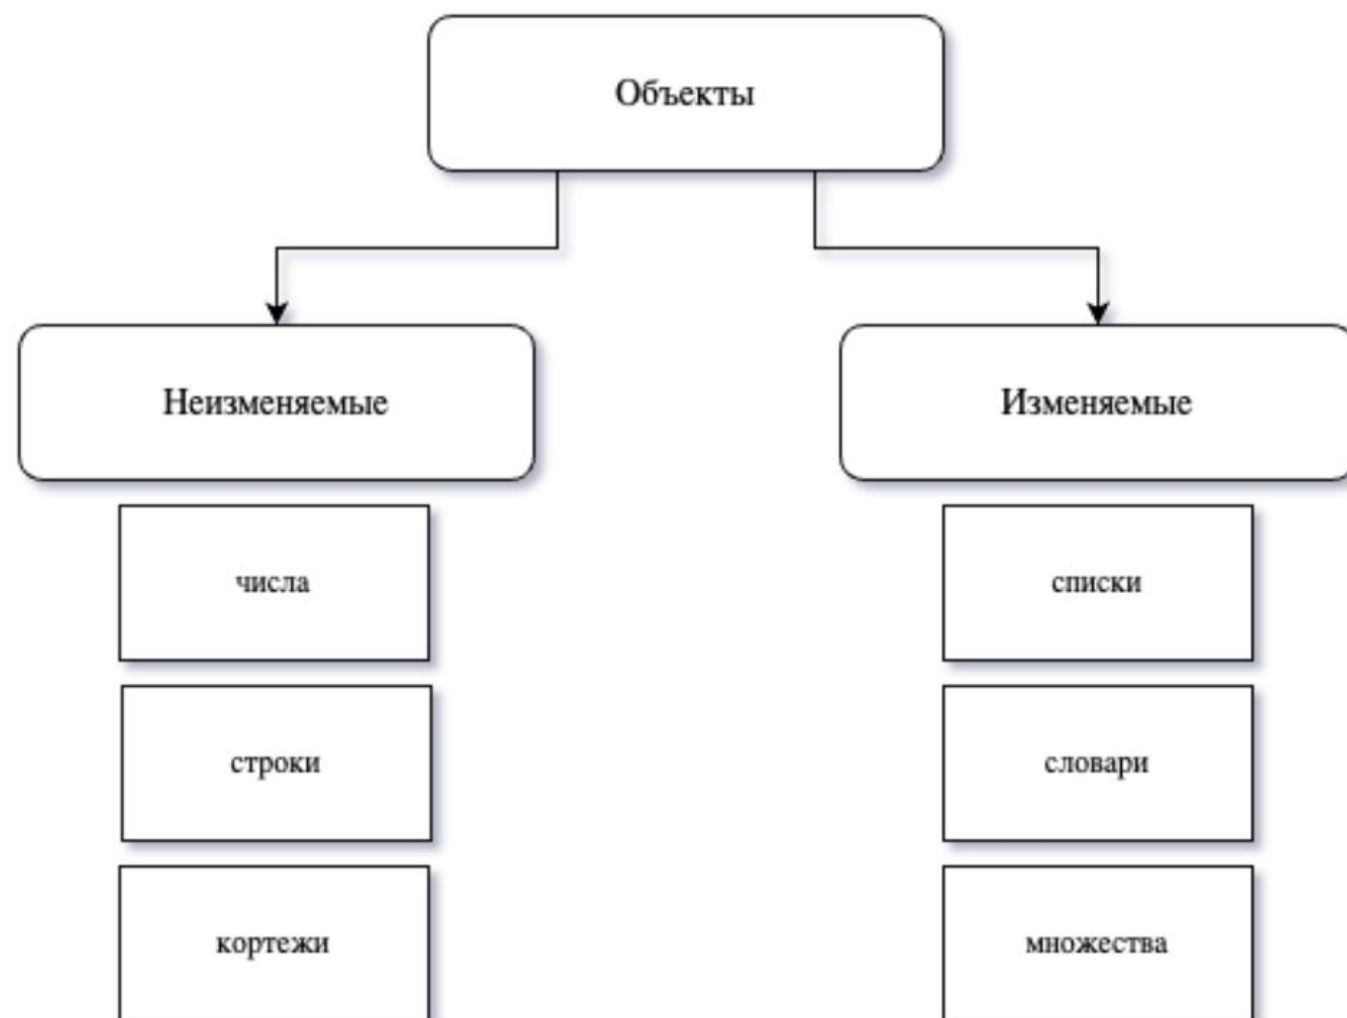 Объекты
Неизменяемые
Изменяемые
числа
списки
строки
словари
кортежи
множества